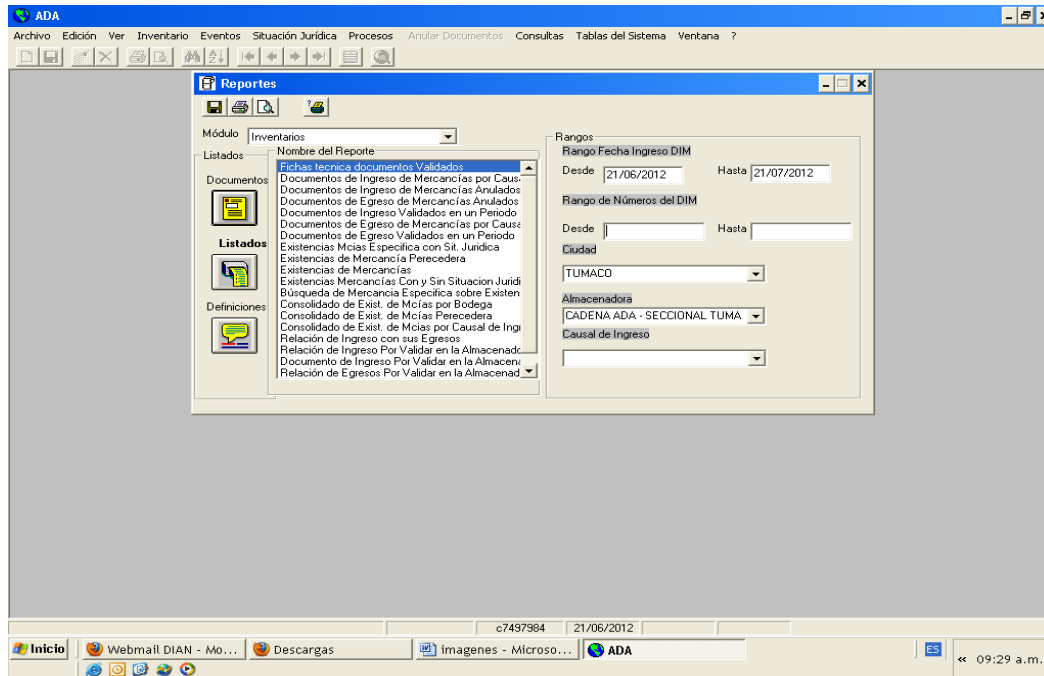 ADA
Archivo Edición Ver Inventario Eventos Situación Jurídica Procesos Anular Documentos Consultas Tablas del Sistema Ventana ?
Reportes
Módulo Inventarios
Listados
Documentos
Listados
Definiciones
Nombre del Reporte
Fichas tecnica documentos Validados
Documentos de Ingreso de Mercancías por Caus
Documentos de Ingreso de Mercancías Anulados
Documentos de Egreso de Mercancías Anulados
Documentos de Ingreso Validados en un Periodo
Documentos de Egreso de Mercancías por Causa
Documentos de Egreso Validados en un Periodo
Existencias Mcias Especifica con Sit. Juridica
Existencias de Mercancía Perecedera
Existencias de Mercancías
Existencias Mercancías Con y Sin Situacion Juridi
Búsqueda de Mercancia Especifica sobre Existen
Consolidado de Exist. de Mcías por Bodega
Consolidado de Exist. de Mcías Perecedera
Consolidado de Exist. de Mcias por Causal de Ingr
Relación de Ingreso con sus Egresos
Relación de Ingreso Por Validar en la Almacenado
Documento de Ingreso Por Validar en la Almacena
Relación de Egresos Por Validar en la Almacenad
Rangos
Rango Fecha Ingreso DIM
Desde 21/06/2012 Hasta 21/07/2012
Rango de Números del DIM
Desde Hasta
Ciudad
TUMACO
Almacenadora
CADENA ADA - SECCIONAL TUMA
Causal de Ingreso
c7497984 21/06/2012
Inicio Webmail DIAN - Mo... Descargas imagenes - Microso... ADA ES « 09:29 a.m.